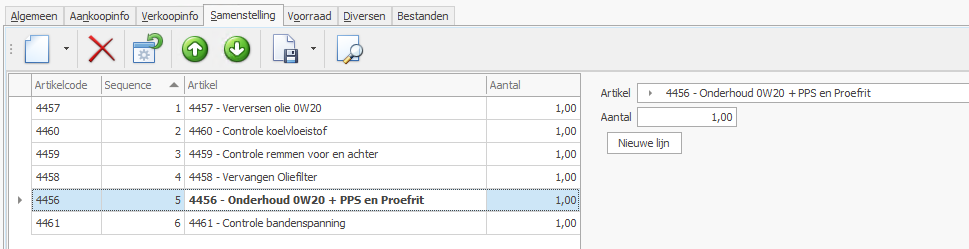 Algemeen Aankoopinfo Verkoopinfo Samenstelling Voorraad Diversen Bestanden
Artikelcode Sequence Artikel Aantal
4457 1 4457 - Verversen olie 0W20 1,00
4460 2 4460 - Controle koelvloeistof 1,00
4459 3 4459 - Controle remmen voor en achter 1,00
4458 4 4458 - Vervangen Oliefilter 1,00
4456 5 4456 - Onderhoud 0W20 + PPS en Proefrit 1,00
4461 6 4461 - Controle bandenspanning 1,00
Artikel 4456 - Onderhoud 0W20 + PPS en Proefrit
Aantal 1,00
Nieuwe lijn